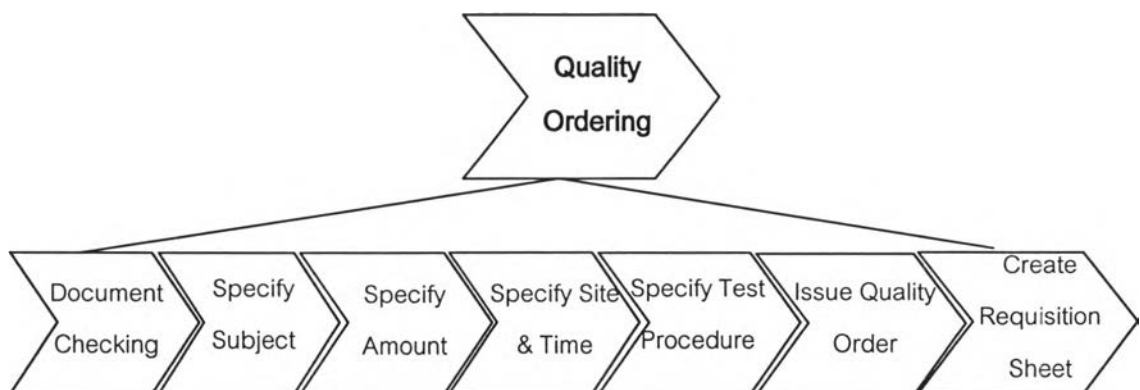 Quality
Ordering
Document
Checking
Specify
Subject
Specify
Amount
Specify Site
& Time
Specify Test
Procedure
Issue Quality
Order
Create
Requisition
Sheet